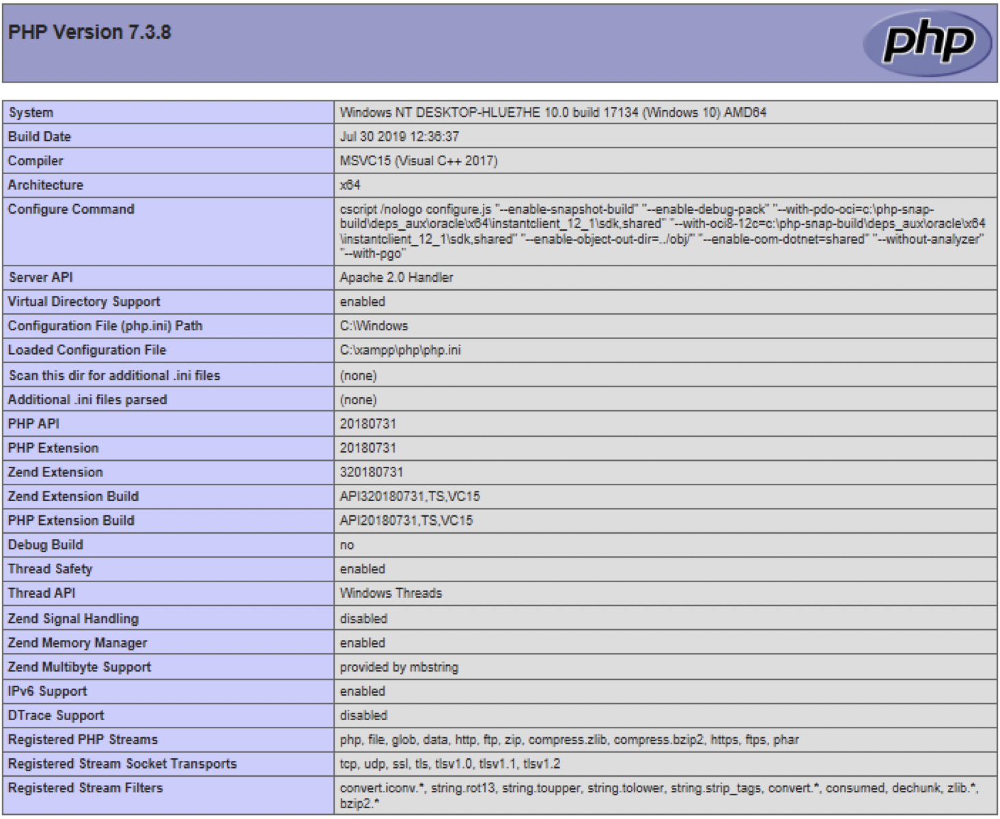 PHP Version 7.3.8
php
System Windows NT DESKTOP-HLUE7HE 10.0 build 17134 (Windows 10) AMD64
Build Date Jul 30 2019 12:36:37
Compiler MSVC15 (Visual C++ 2017)
Architecture x64
Configure Command cscript /nologo configure.js "--enable-snapshot-build" "--enable-debug-pack" "--with-pdo-oci=c:\php-snap-
build\deps_aux\oracle\x64\instantclient_12_1\sdk,shared" "--with-oci8-12c=c:\php-snap-build\deps_aux\oracle\x64
\instantclient_12_1\sdk,shared" "--enable-object-out-dir=../obj/" "--enable-com-dotnet=shared" "--without-analyzer"
"--with-pgo"
Server API Apache 2.0 Handler
Virtual Directory Support enabled
Configuration File (php.ini) Path C:\Windows
Loaded Configuration File C:\xampp\php\php.ini
Scan this dir for additional .ini files (none)
Additional .ini files parsed (none)
PHP API 20180731
PHP Extension 20180731
Zend Extension 320180731
Zend Extension Build API320180731,TS,VC15
PHP Extension Build API20180731,TS,VC15
Debug Build no
Thread Safety enabled
Thread API Windows Threads
Zend Signal Handling disabled
Zend Memory Manager enabled
Zend Multibyte Support provided by mbstring
IPv6 Support enabled
DTrace Support disabled
Registered PHP Streams php, file, glob, data, http, ftp, zip, compress.zlib, compress.bzip2, https, ftps, phar
Registered Stream Socket Transports tcp, udp, ssl, tls, tlsv1.0, tlsv1.1, tlsv1.2
Registered Stream Filters convert.iconv.*, string.rot13, string.toupper, string.tolower, string.strip_tags, convert.*, consumed, dechunk, zlib.*,
bzip2.*